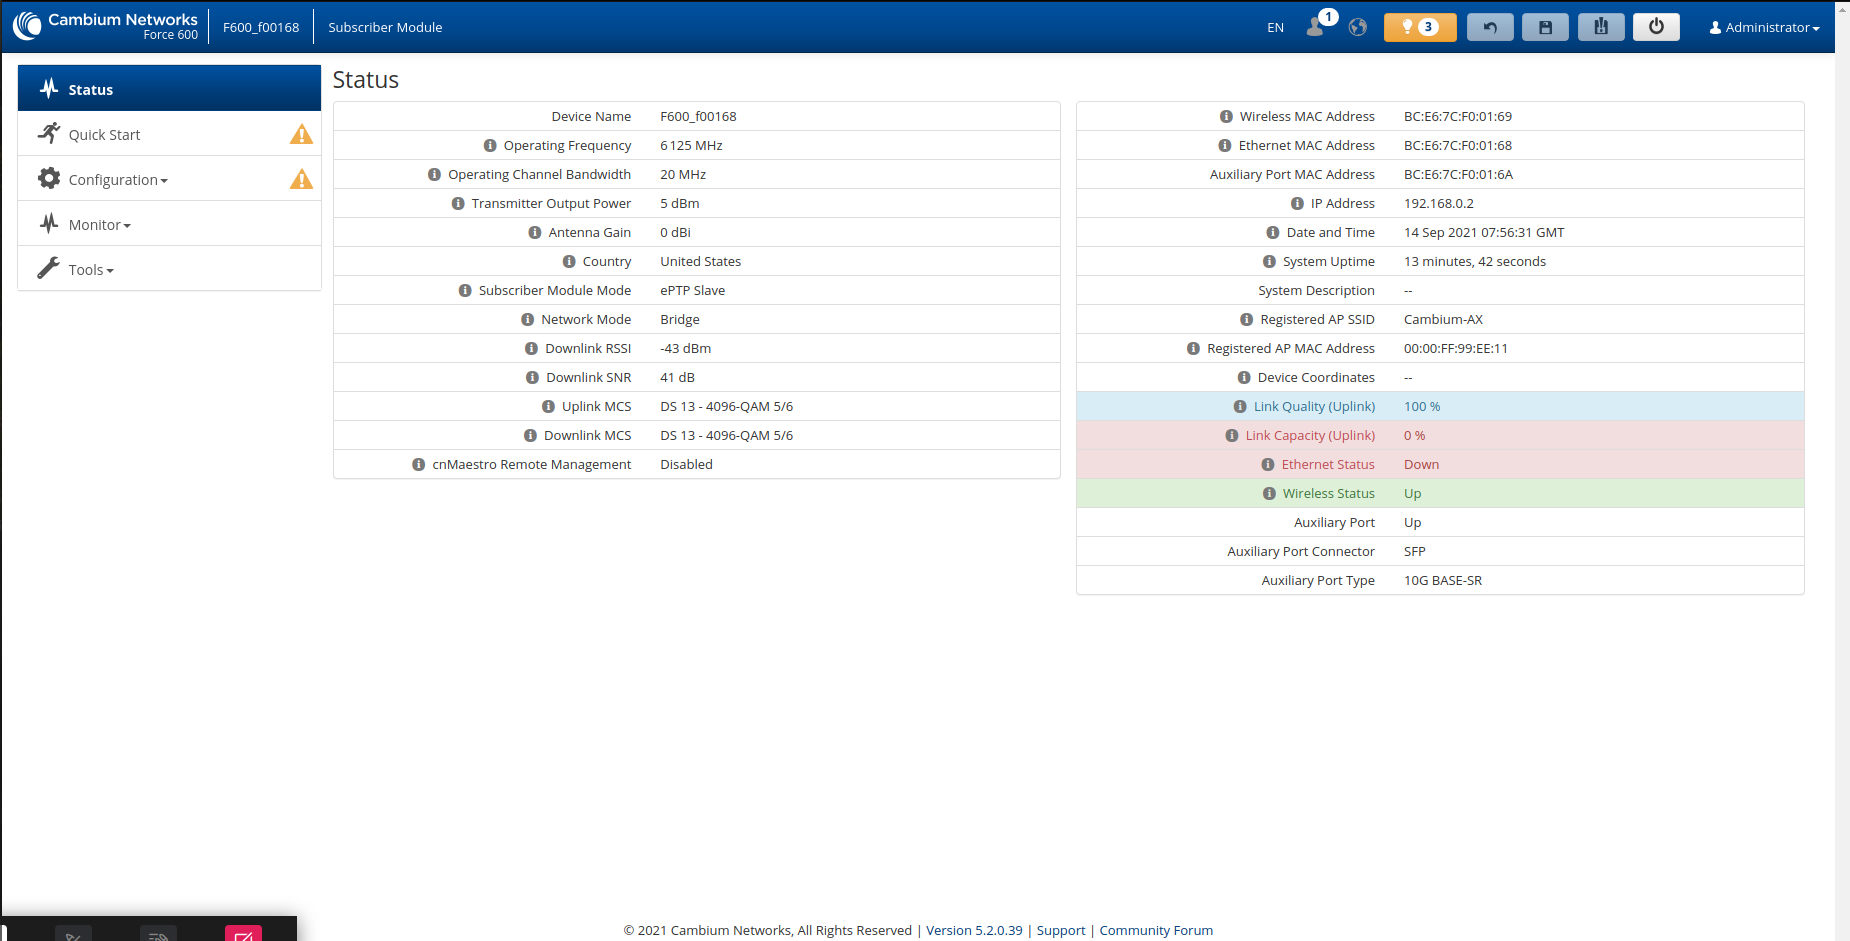 Cambium Networks
Force 600
F600_f00168
Subscriber Module
EN
1
3
Administrator
Status
Quick Start
Configuration
Monitor
Tools
Status
Device Name F600_f00168
Operating Frequency 6125 MHz
Operating Channel Bandwidth 20 MHz
Transmitter Output Power 5 dBm
Antenna Gain 0 dBi
Country United States
Subscriber Module Mode ePTP Slave
Network Mode Bridge
Downlink RSSI -43 dBm
Downlink SNR 41 dB
Uplink MCS DS 13 - 4096-QAM 5/6
Downlink MCS DS 13 - 4096-QAM 5/6
cnMaestro Remote Management Disabled
Wireless MAC Address BC:E6:7C:F0:01:69
Ethernet MAC Address BC:E6:7C:F0:01:68
Auxiliary Port MAC Address BC:E6:7C:F0:01:6A
IP Address 192.168.0.2
Date and Time 14 Sep 2021 07:56:31 GMT
System Uptime 13 minutes, 42 seconds
System Description --
Registered AP SSID Cambium-AX
Registered AP MAC Address 00:00:FF:99:EE:11
Device Coordinates --
Link Quality (Uplink) 100 %
Link Capacity (Uplink) 0 %
Ethernet Status Down
Wireless Status Up
Auxiliary Port Up
Auxiliary Port Connector SFP
Auxiliary Port Type 10G BASE-SR
© 2021 Cambium Networks, All Rights Reserved | Version 5.2.0.39 | Support | Community Forum